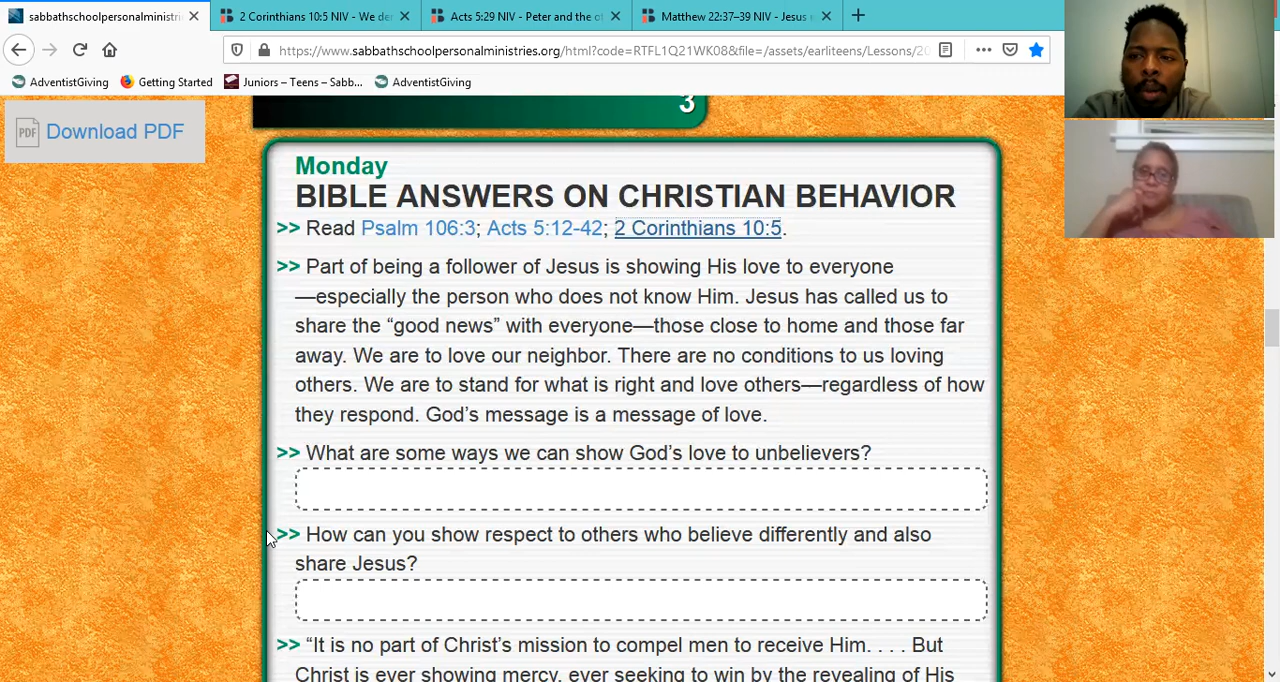 sabbathschoolpersonalministri
2 Corinthians 10:5 NIV - We de
Acts 5:29 NIV - Peter and the o
Matthew 22:37–39 NIV - Jesus
https://www.sabbathschoolpersonalministries.org/html?code=RTFL1Q21WK08&file=/assets/earliteens/Lessons/20
AdventistGiving
Getting Started
Juniors – Teens – Sabb...
AdventistGiving
3
PDF Download PDF
Monday
BIBLE ANSWERS ON CHRISTIAN BEHAVIOR
>> Read Psalm 106:3; Acts 5:12-42; 2 Corinthians 10:5.
>> Part of being a follower of Jesus is showing His love to everyone
—especially the person who does not know Him. Jesus has called us to
share the “good news” with everyone—those close to home and those far
away. We are to love our neighbor. There are no conditions to us loving
others. We are to stand for what is right and love others—regardless of how
they respond. God’s message is a message of love.
>> What are some ways we can show God’s love to unbelievers?
>> How can you show respect to others who believe differently and also
share Jesus?
>> “It is no part of Christ’s mission to compel men to receive Him. . . . But
Christ is ever showing mercy, ever seeking to win by the revealing of His